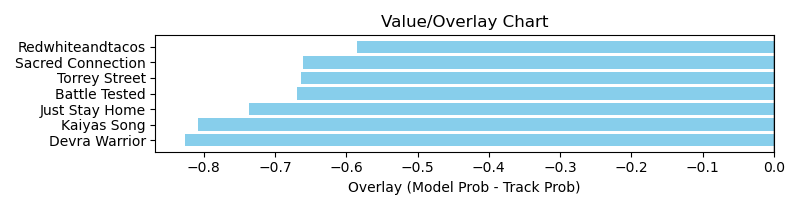 Value/Overlay Chart
Redwhiteandtacos
Sacred Connection
Torrey Street
Battle Tested
Just Stay Home
Kaiyas Song
Devra Warrior
−0.8 −0.7 −0.6 −0.5 −0.4 −0.3 −0.2 −0.1 0.0
Overlay (Model Prob - Track Prob)